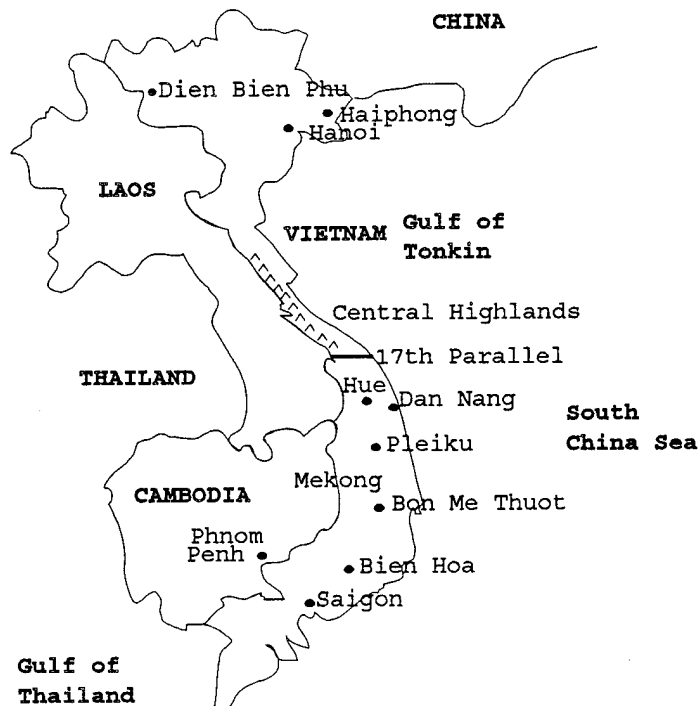 CHINA
Dien Bien Phu
Haiphong
Hanoi
LAOS
VIETNAM
Gulf of
Tonkin
Central Highlands
17th Parallel
THAILAND
Hue
Dan Nang
South
China Sea
Pleiku
Mekong
CAMBODIA
Bon Me Thuot
Phnom
Penh
Bien Hoa
Saigon
Gulf of
Thailand